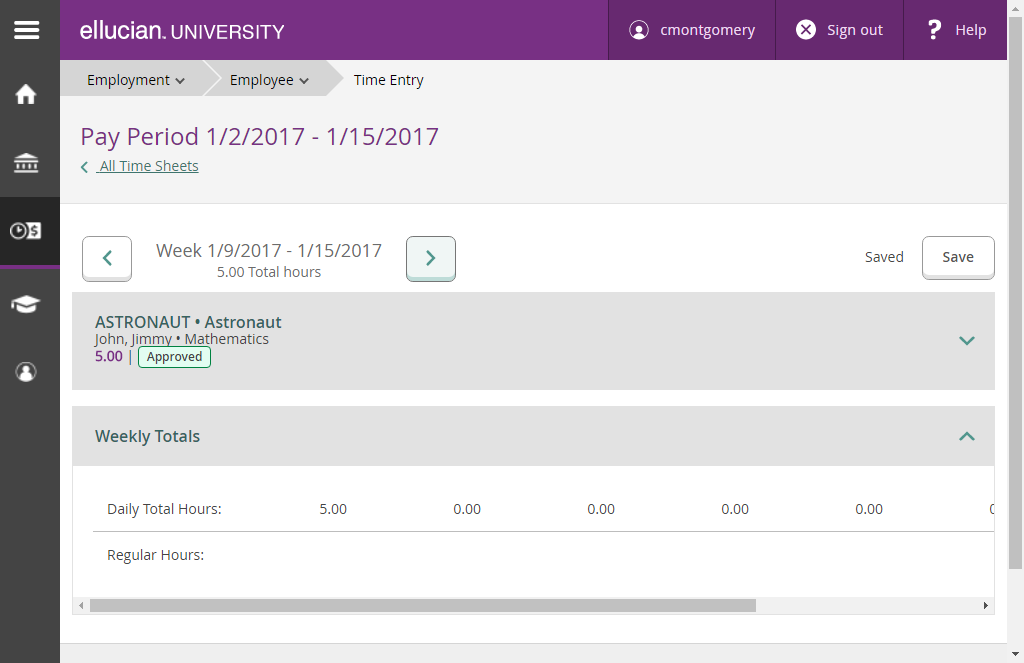 ellucian. UNIVERSITY
cmontgomery
Sign out
? Help
Employment
Employee
Time Entry
Pay Period 1/2/2017 - 1/15/2017
All Time Sheets
Week 1/9/2017 - 1/15/2017
5.00 Total hours
Saved
Save
ASTRONAUT • Astronaut
John, Jimmy • Mathematics
5.00 | Approved
Weekly Totals
Daily Total Hours: 5.00 0.00 0.00 0.00 0.00
Regular Hours: